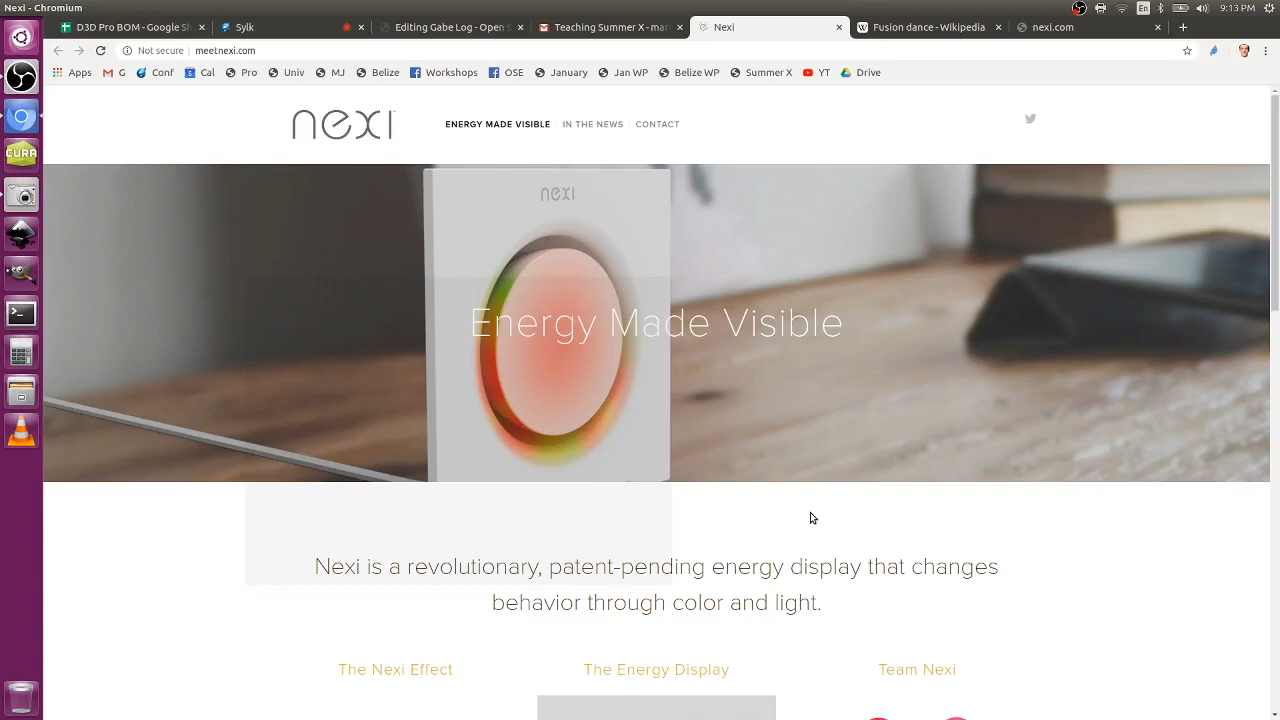 Nexi - Chromium
En
9:13 PM
D3D Pro BOM - Google Sh
Sylk
Editing Gabe Log - Open S
Teaching Summer X - mar
Nexi
Fusion dance - Wikipedia
nexi.com
Not secure
meetnexi.com
Apps
G
Conf
Cal
Pro
Univ
MJ
Belize
Workshops
OSE
January
Jan WP
Belize WP
Summer X
YT
Drive
nexi
ENERGY MADE VISIBLE
IN THE NEWS
CONTACT
nexi
Energy Made Visible
CURA
Nexi is a revolutionary, patent-pending energy display that changes
behavior through color and light.
The Nexi Effect
The Energy Display
Team Nexi